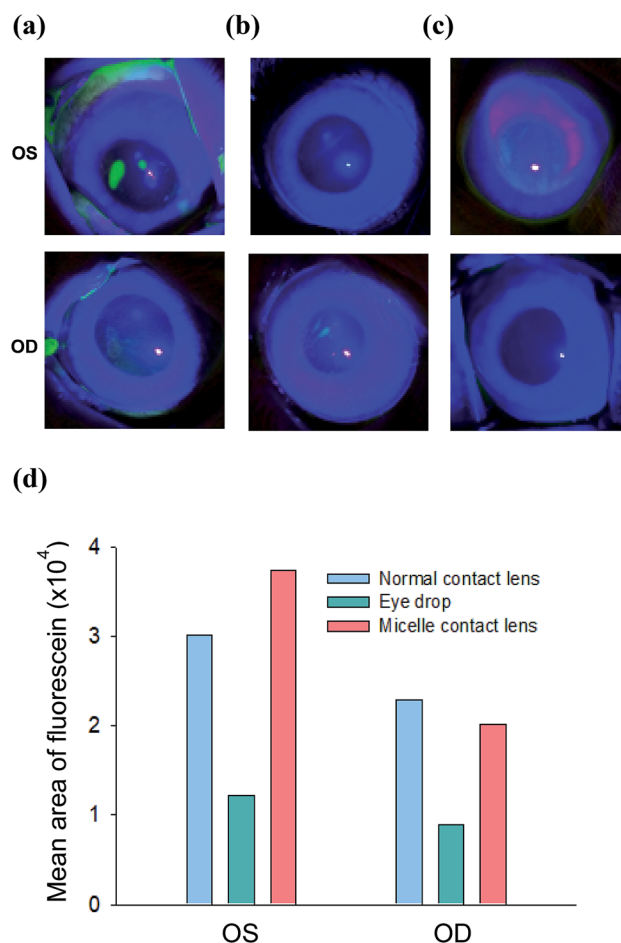 (a) (b) (c)
OS
OD
(d)
Mean area of fluorescein (x10⁴)
4
3
2
1
0
Normal contact lens
Eye drop
Micelle contact lens
OS OD